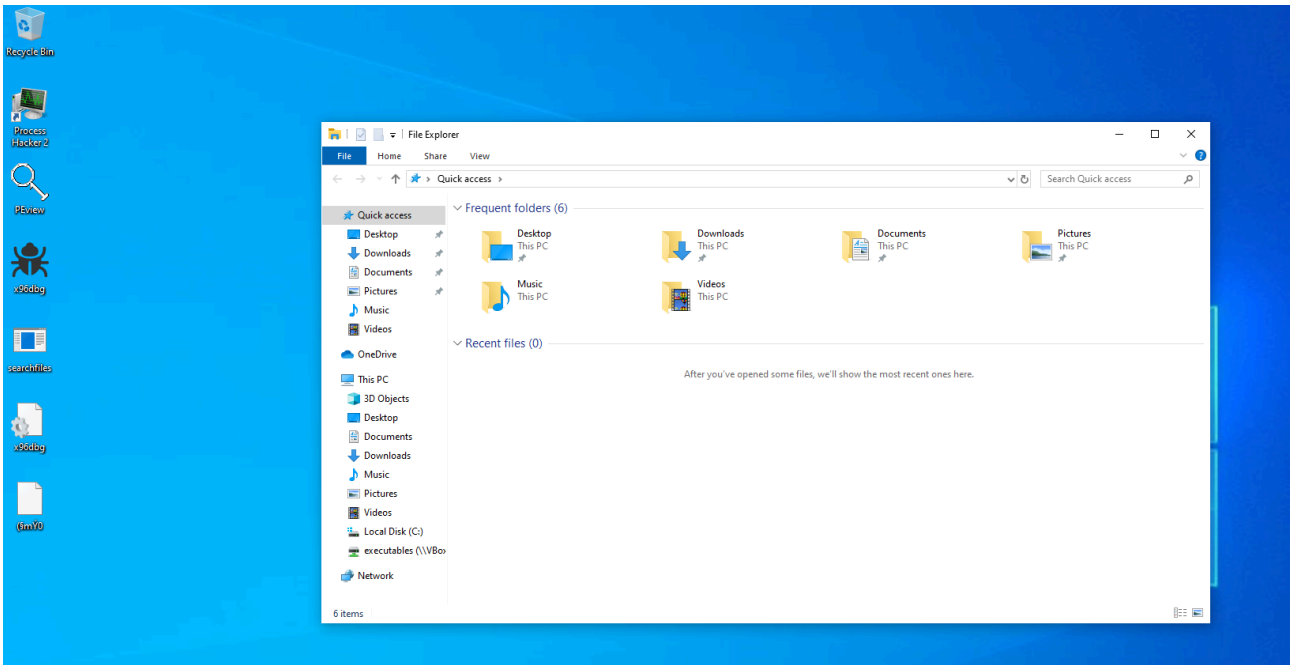 Recycle Bin
Process
Hacker 2
PEview
x96dbg
searchfiles
x96dbg
File Explorer
File Home Share View
Quick access
Search Quick access
Quick access
Desktop
Downloads
Documents
Pictures
Music
Videos
OneDrive
This PC
3D Objects
Desktop
Documents
Downloads
Music
Pictures
Videos
Local Disk (C:)
executables (\\VBox
Network
Frequent folders (6)
Desktop
This PC
Downloads
This PC
Documents
This PC
Pictures
This PC
Music
This PC
Videos
This PC
Recent files (0)
After you've opened some files, we'll show the most recent ones here.
6 items